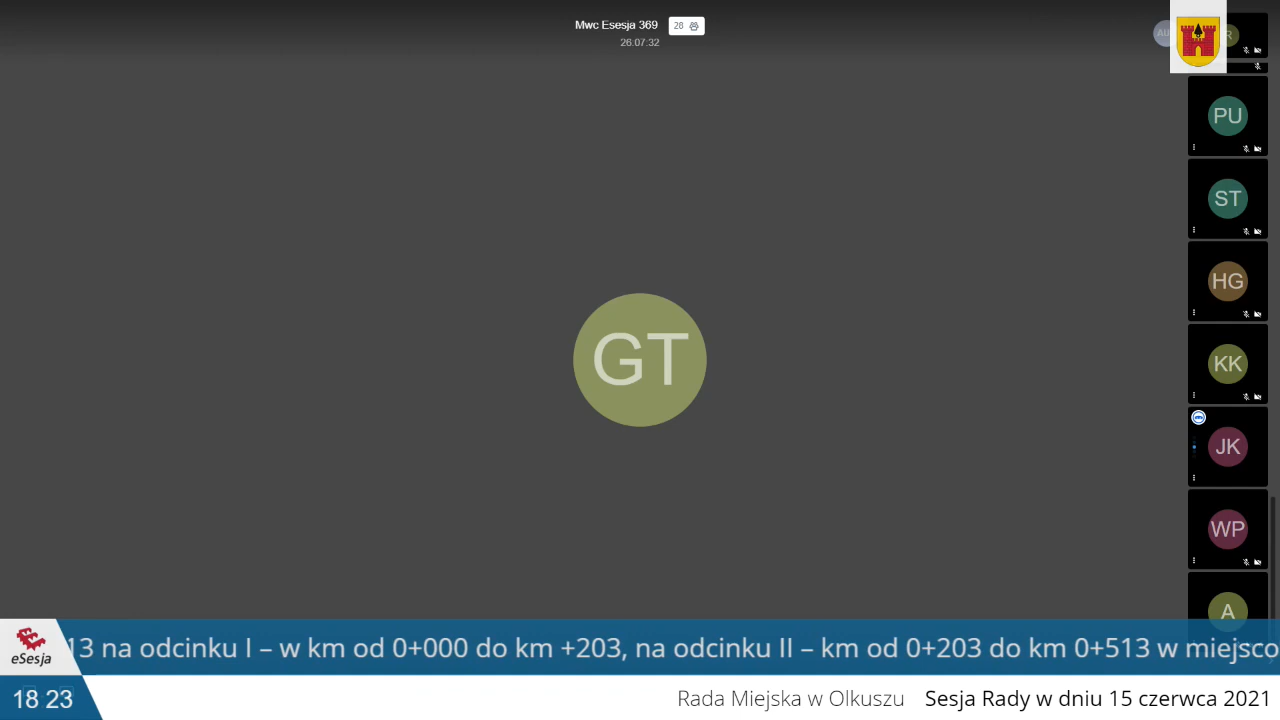 Mwc Esesja 369 28
26:07:32
AU R
PU
ST
HG
KK
JK
WP
A
GT
13 na odcinku I – w km od 0+000 do km +203, na odcinku II – km od 0+203 do km 0+513 w miejsco
eSesja
18 23
Rada Miejska w Olkuszu Sesja Rady w dniu 15 czerwca 2021